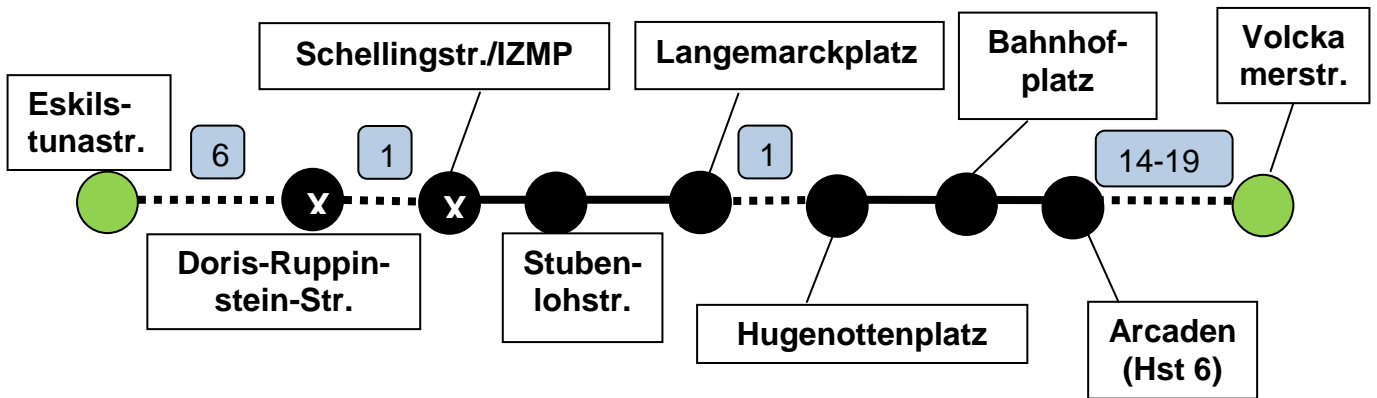 Eskils-
tunastr.
6
Doris-Ruppin-
stein-Str.
x
1
Schellingstr./IZMP
x
Stuben-
lohstr.
Langemarckplatz
1
Hugenottenplatz
Bahnhof-
platz
Arcaden
(Hst 6)
14-19
Volcka
merstr.